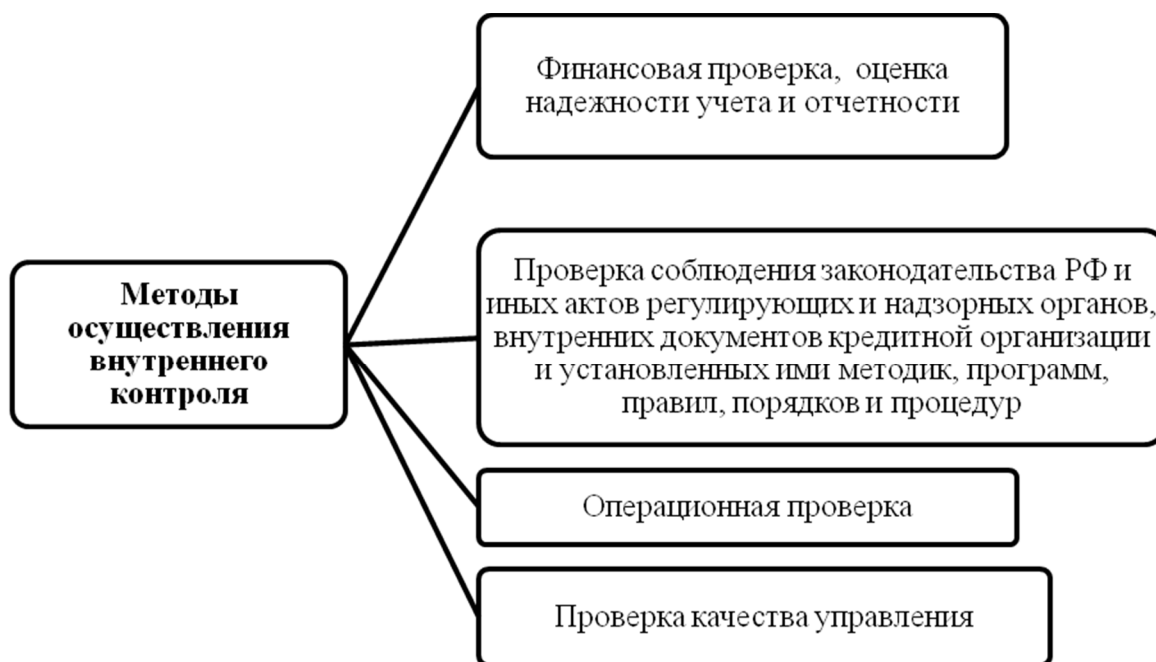 Методы
осуществления
внутреннего
контроля
Финансовая проверка, оценка
надежности учета и отчетности
Проверка соблюдения законодательства РФ и
иных актов регулирующих и надзорных органов,
внутренних документов кредитной организации
и установленных ими методик, программ,
правил, порядков и процедур
Операционная проверка
Проверка качества управления